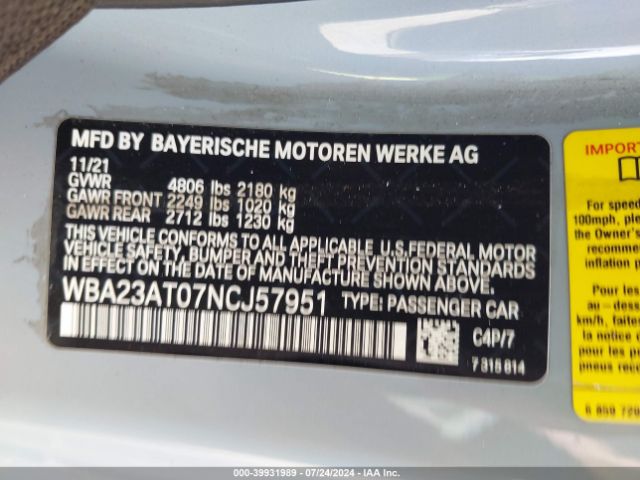 MFD BY BAYERISCHE MOTOREN WERKE AG
11/21
GVWR 4806 lbs 2180 kg
GAWR FRONT 2249 lbs 1020 kg
GAWR REAR 2712 lbs 1230 kg
THIS VEHICLE CONFORMS TO ALL APPLICABLE U.S.FEDERAL MOTOR
VEHICLE SAFETY, BUMPER AND THEFT PREVENTION STANDARDS
IN EFFECT ON THE DATE OF MANUFACTURE SHOWN ABOVE.
WBA23AT07NCJ57951 TYPE: PASSENGER CAR
C4P/7
7 315 814
IMPORT
For speed
100mph, ple
the Owner's
recomme
inflation p
Pour
au-dess
km/h,
la notice
pour les
pneus reco
6 859 720
000-39931989 - 07/24/2024 - IAA Inc.